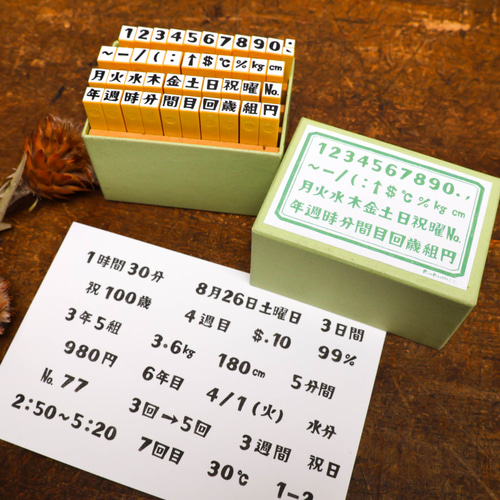 1234567890.,
~-/(:↑$℃%kg cm
月火水木金土日祝曜No.
年週時分間目回歳組円
1234567890.,
~-/(:↑$℃%kg cm
月火水木金土日祝曜No.
年週時分間目回歳組円
1時間30分 8月26日土曜日 3日間
祝100歳 4週目 $.10 99%
3年5組 3.6kg 180cm 5分間
980円 6年目 4/1(火) 水分
No.77 3回→5回 3週間 祝日
2:50~5:20 7回目 30℃ 1-2